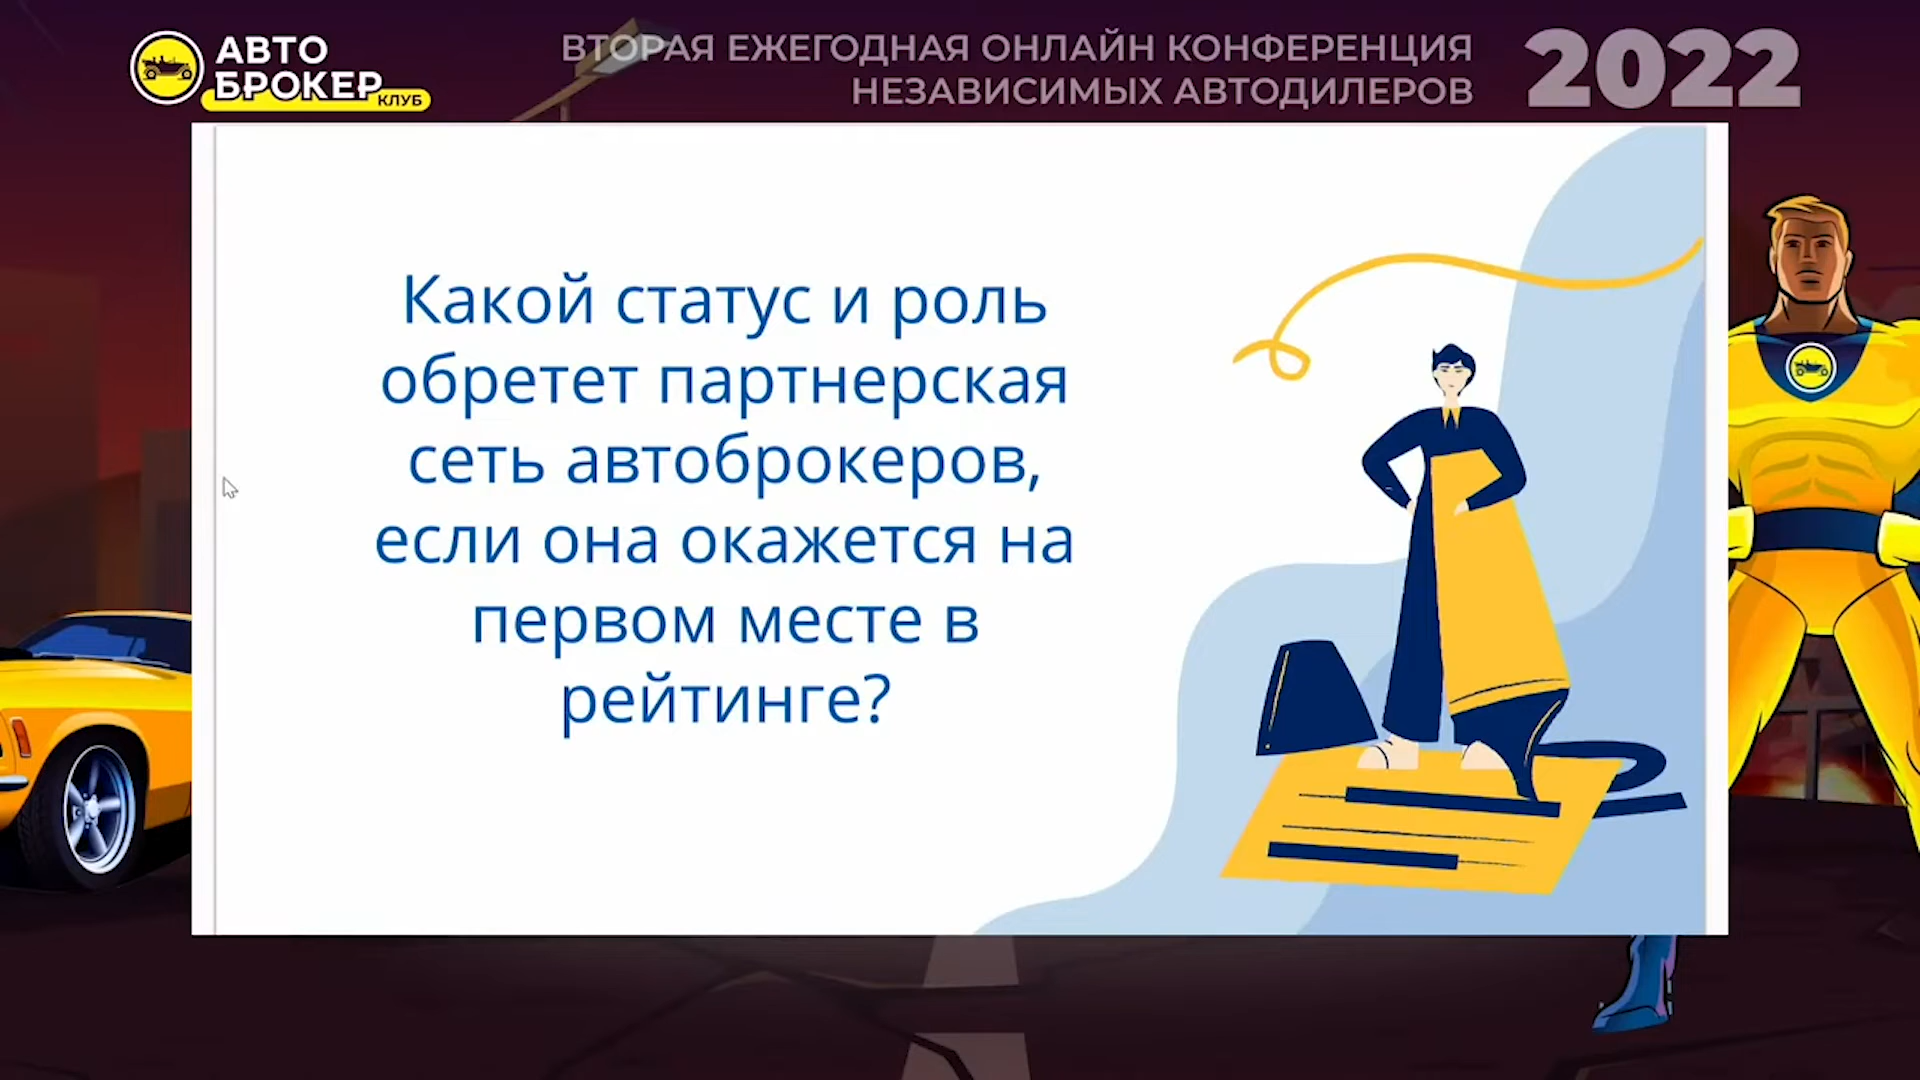 АВТО
БРОКЕР
КЛУБ
ВТОРАЯ ЕЖЕГОДНАЯ ОНЛАЙН КОНФЕРЕНЦИЯ
НЕЗАВИСИМЫХ АВТОДИЛЕРОВ
2022
Какой статус и роль
обретет партнерская
сеть автоброкеров,
если она окажется на
первом месте в
рейтинге?